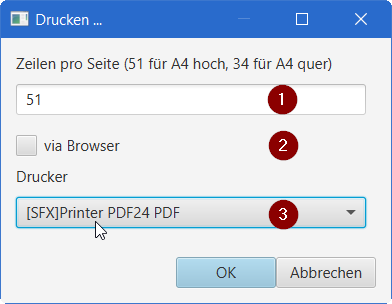 Drucken ...
Zeilen pro Seite (51 für A4 hoch, 34 für A4 quer)
51
1
via Browser
2
Drucker
[SFX]Printer PDF24 PDF
3
OK
Abbrechen